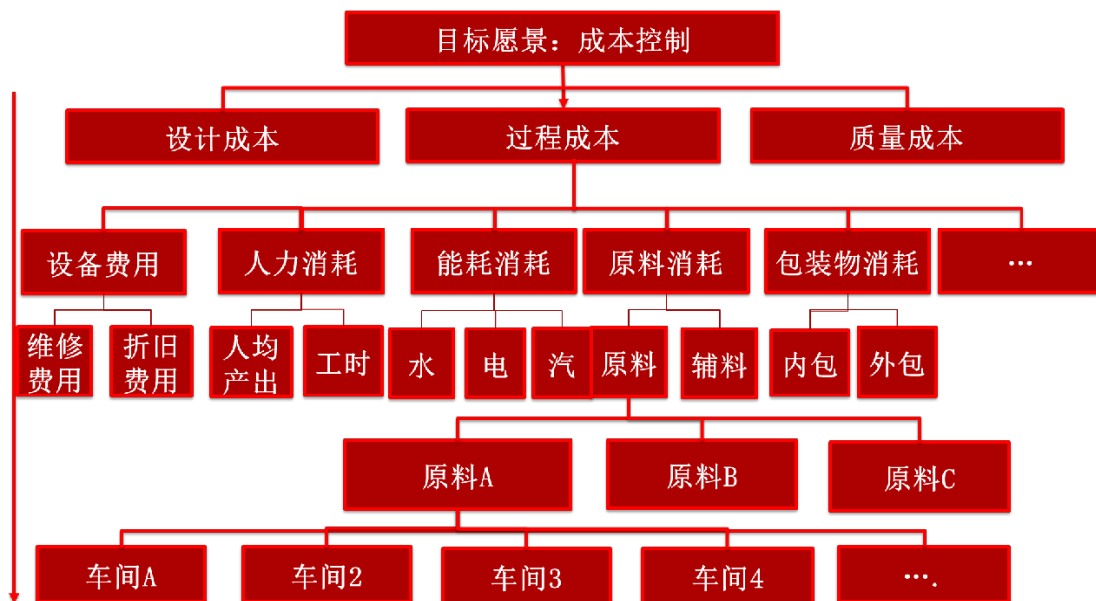 目标愿景：成本控制
设计成本
过程成本
质量成本
设备费用
人力消耗
能耗消耗
原料消耗
包装物消耗
…
维修
费用
折旧
费用
人均
产出
工时
水
电
汽
原料
辅料
内包
外包
原料A
原料B
原料C
车间A
车间2
车间3
车间4
….